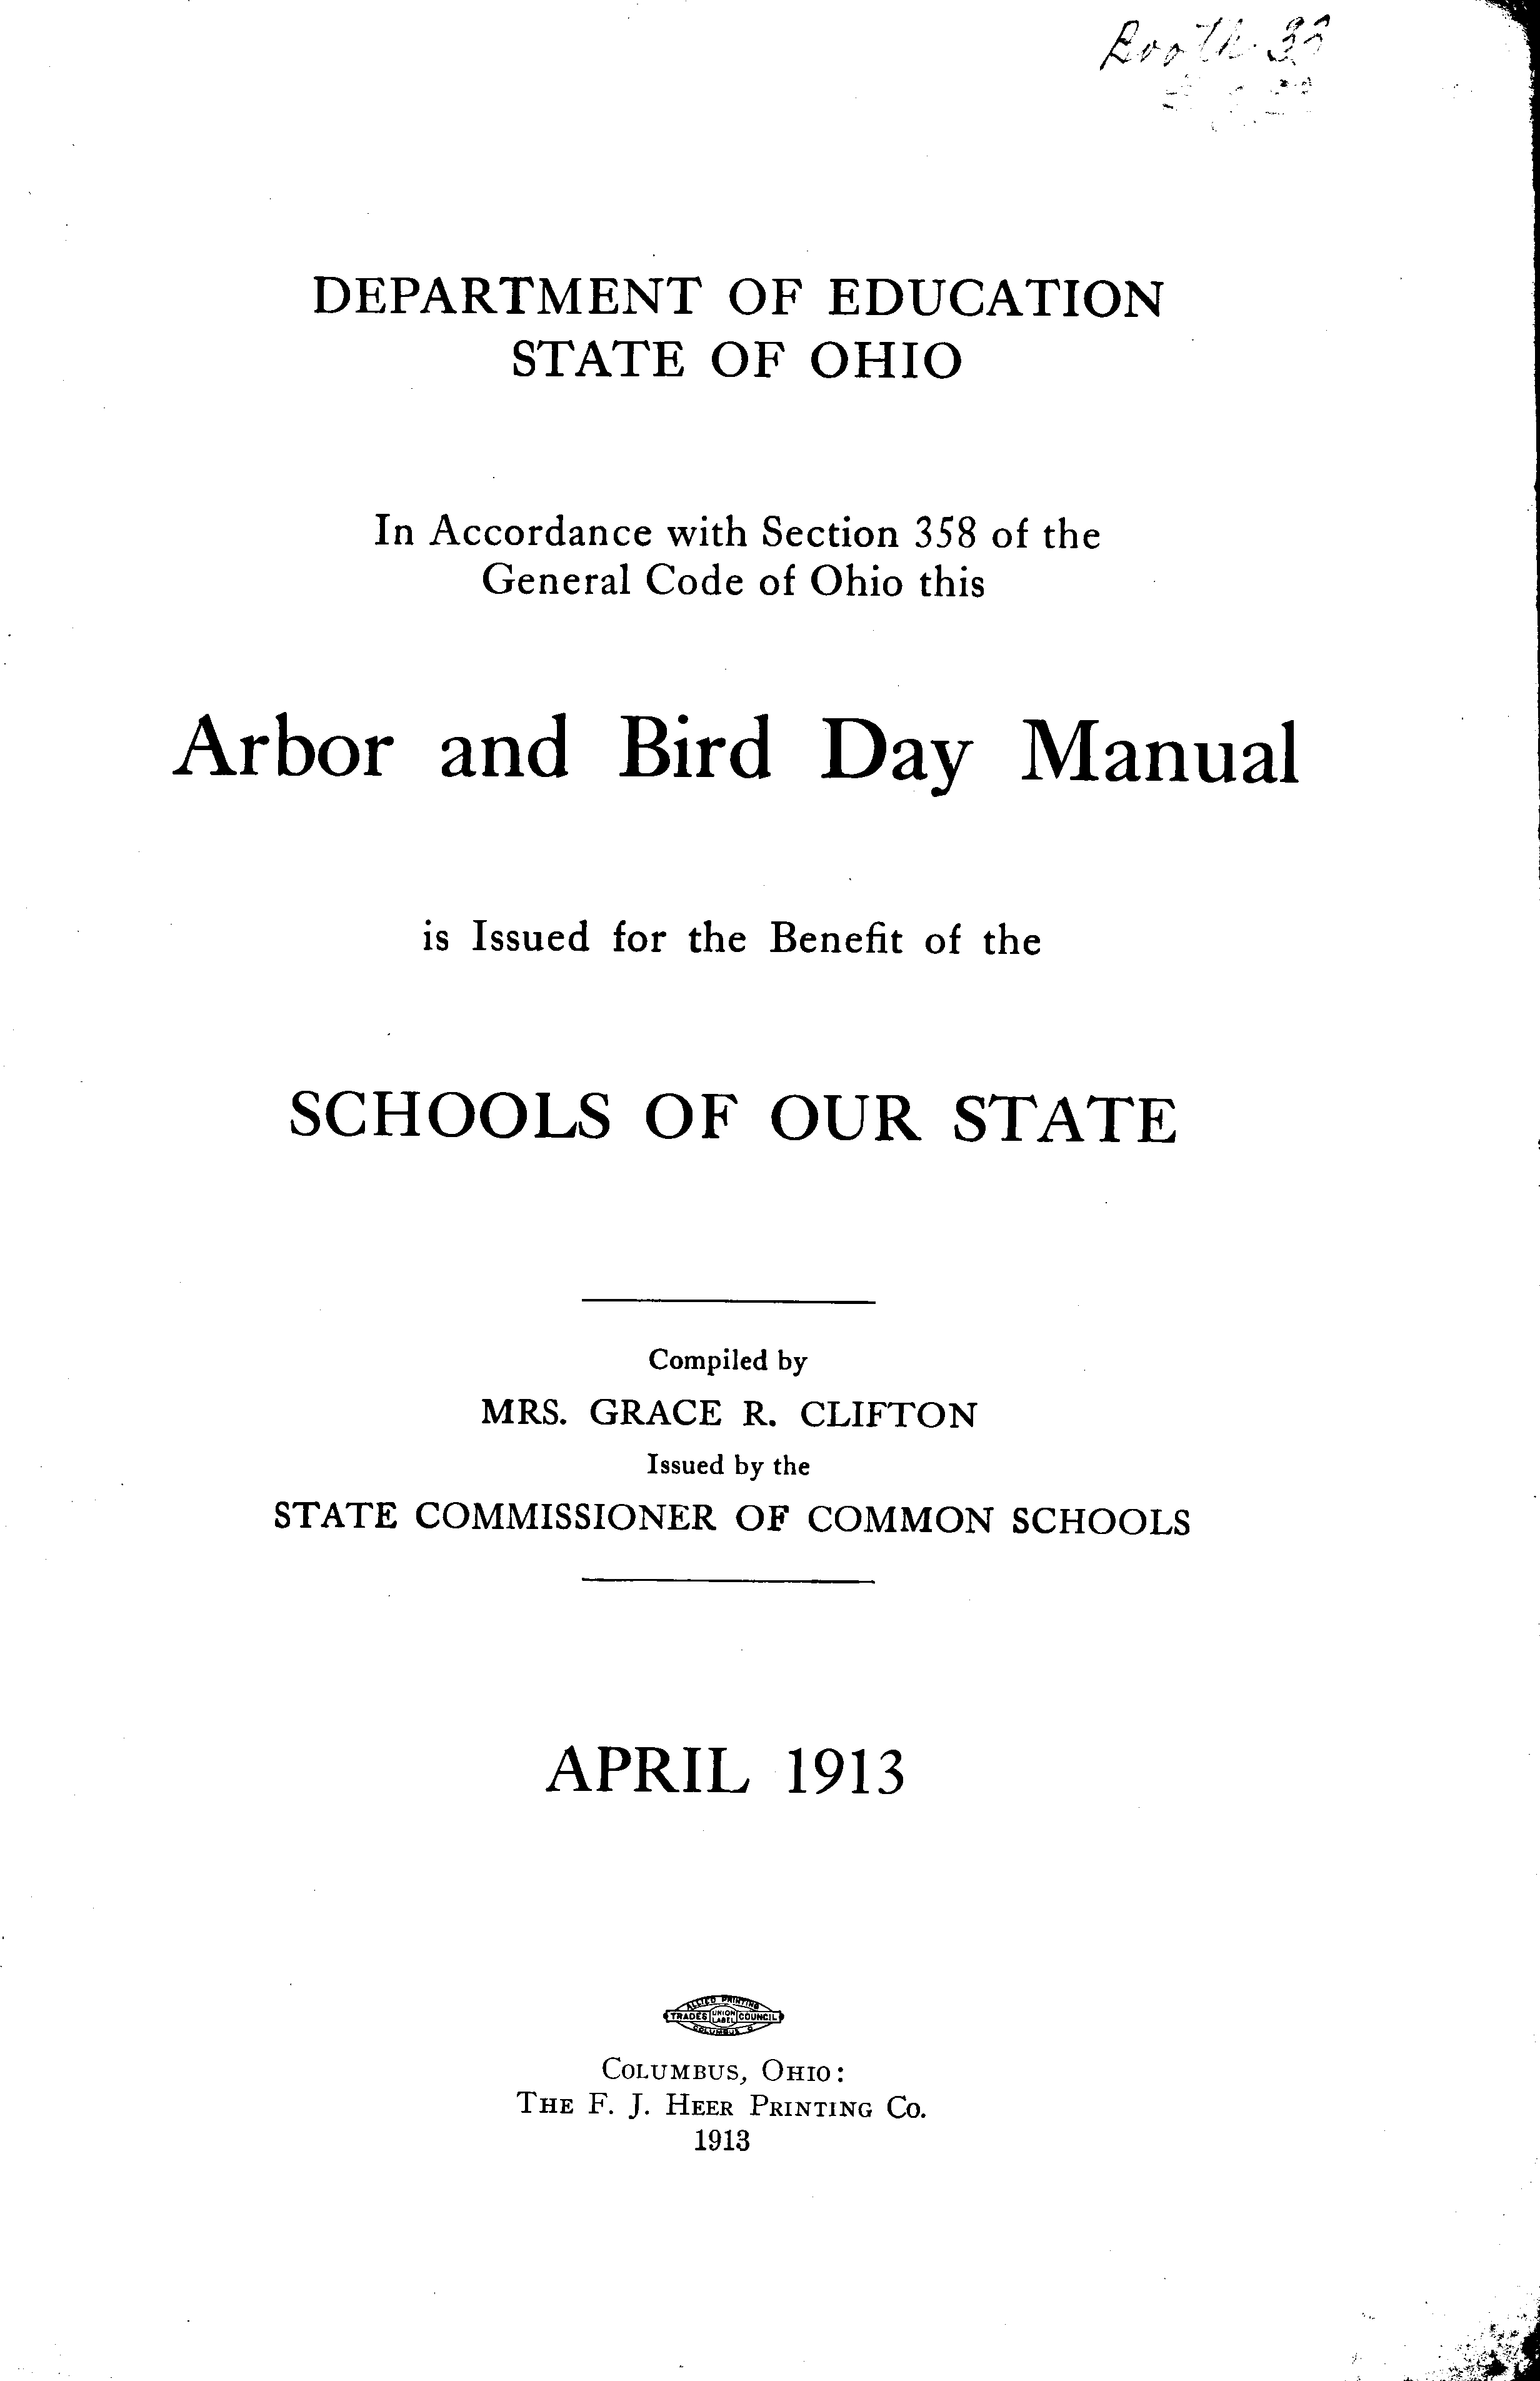 Booth 33
DEPARTMENT OF EDUCATION
STATE OF OHIO
In Accordance with Section 358 of the
General Code of Ohio this
Arbor and Bird Day Manual
is Issued for the Benefit of the
SCHOOLS OF OUR STATE
Compiled by
MRS. GRACE R. CLIFTON
Issued by the
STATE COMMISSIONER OF COMMON SCHOOLS
APRIL 1913
ALLIED PRINTING
TRADES UNION LABEL COUNCIL
COLUMBUS O
COLUMBUS, OHIO:
THE F. J. HEER PRINTING CO.
1913